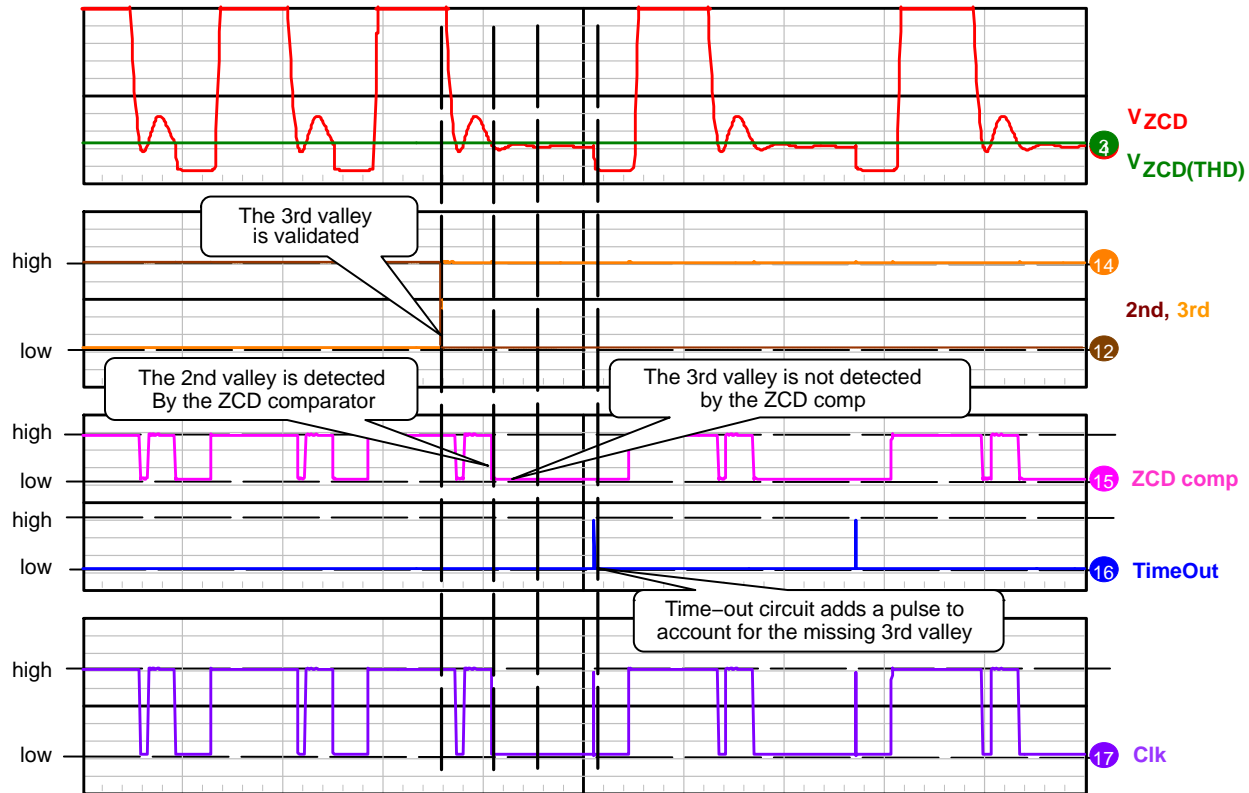 VZCD
3
4
VZCD(THD)
The 3rd valley
is validated
high
14
2nd, 3rd
low
12
The 2nd valley is detected
By the ZCD comparator
The 3rd valley is not detected
by the ZCD comp
high
low
15
ZCD comp
high
low
16
TimeOut
Time−out circuit adds a pulse to
account for the missing 3rd valley
high
low
17
Clk